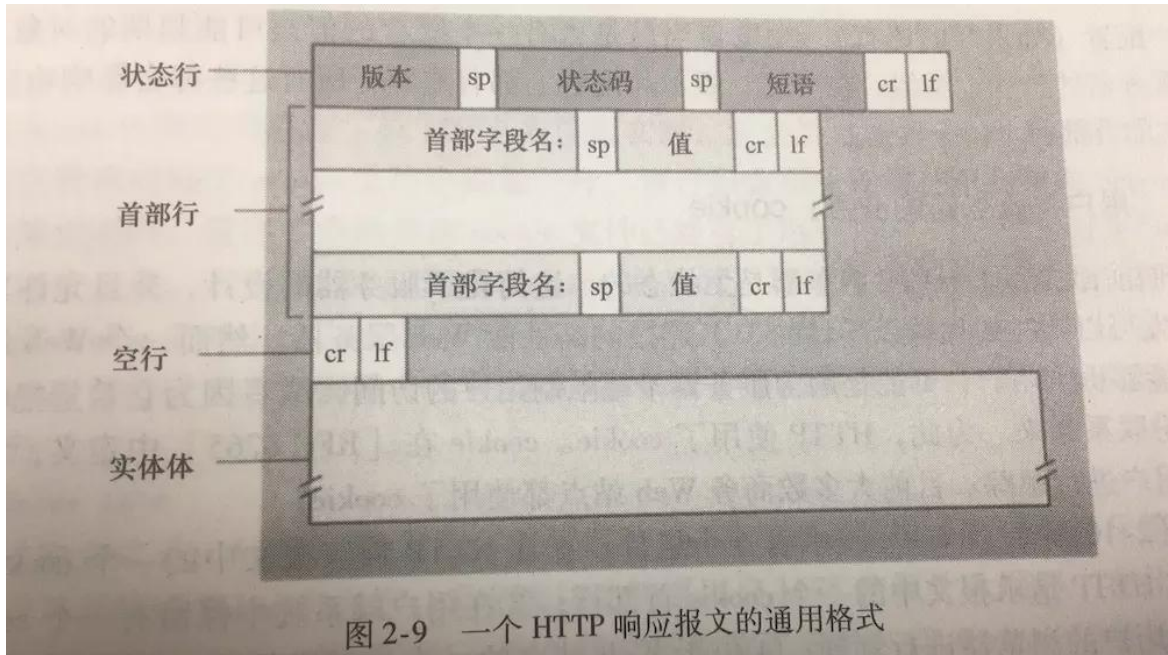 状态行 版本 sp 状态码 sp 短语 cr lf
首部字段名： sp 值 cr lf
首部行
首部字段名： sp 值 cr lf
空行 cr lf
实体体
图 2-9 一个 HTTP 响应报文的通用格式